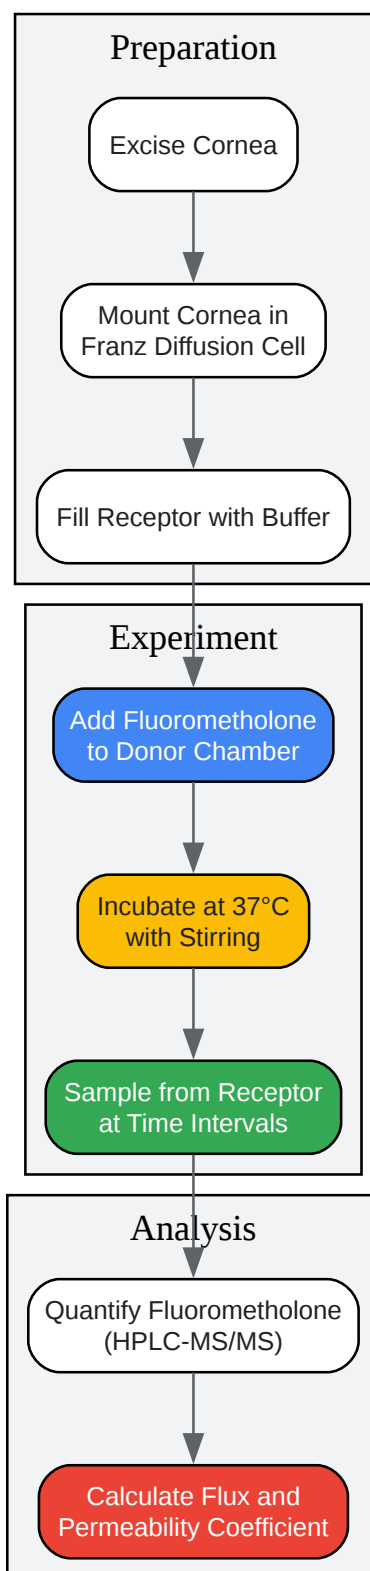 Preparation
Excise Cornea
Mount Cornea in
Franz Diffusion Cell
Fill Receptor with Buffer
Experiment
Add Fluorometholone
to Donor Chamber
Incubate at 37°C
with Stirring
Sample from Receptor
at Time Intervals
Analysis
Quantify Fluorometholone
(HPLC-MS/MS)
Calculate Flux and
Permeability Coefficient